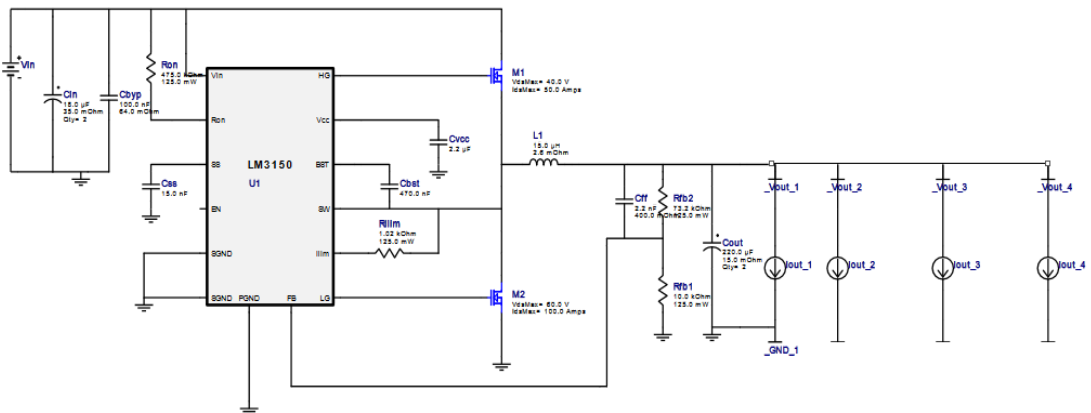 Vin
Cin
18.0 µF
35.0 mOhm
Qty= 2
Cbyp
100.0 nF
64.0 mOhm
Ron
475.0 kOhm
125.0 mW
Vin
Ron
SS
EN
SGND
SGND
PGND
FB
LG
Ilim
SW
BST
Vcc
HG
LM3150
U1
Css
15.0 nF
Cvcc
2.2 µF
Cbst
470.0 nF
Rilim
1.02 kOhm
125.0 mW
M1
VdsMax= 40.0 V
IdsMax= 50.0 Amps
M2
VdsMax= 60.0 V
IdsMax= 100.0 Amps
L1
15.0 µH
2.6 mOhm
Cff
2.2 nF
400.0 mOhm
Rfb2
73.2 kOhm
125.0 mW
Rfb1
10.0 kOhm
125.0 mW
Cout
220.0 µF
15.0 mOhm
Qty= 2
_Vout_1
_Vout_2
_Vout_3
_Vout_4
Iout_1
Iout_2
Iout_3
Iout_4
_GND_1